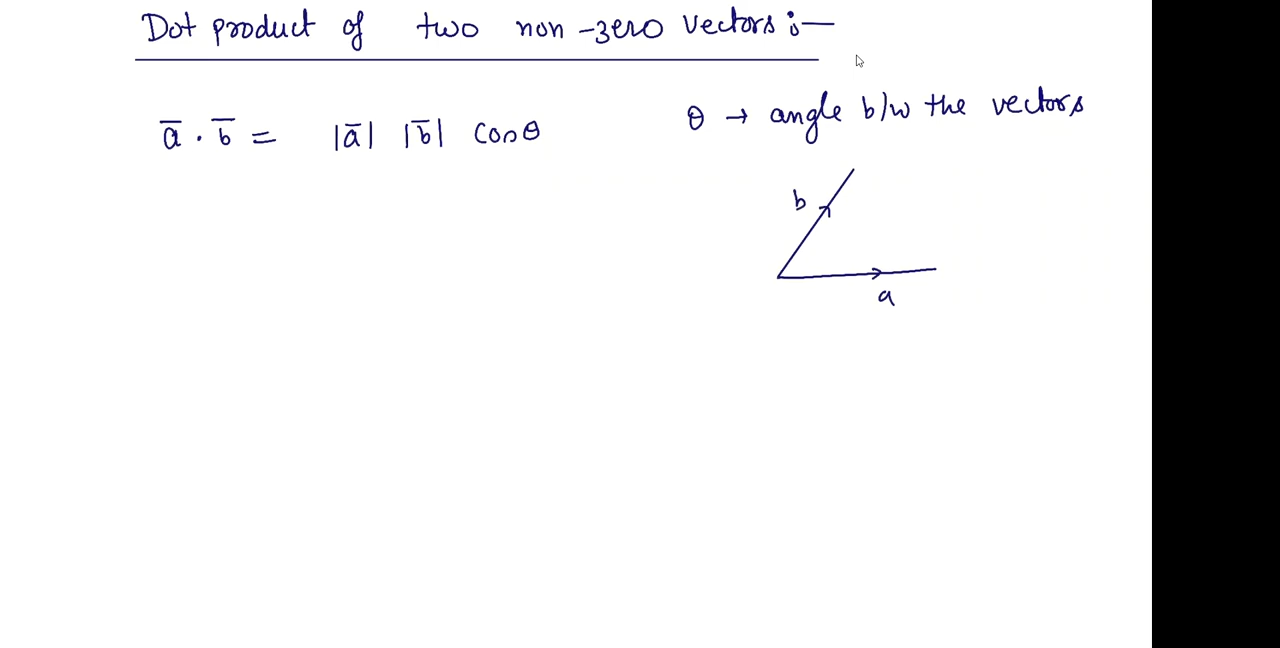 Dot product of two non-zero vectors :—
a̅ . b̅ = |a̅| |b̅| cosθ
θ → angle b/w the vectors
b
a